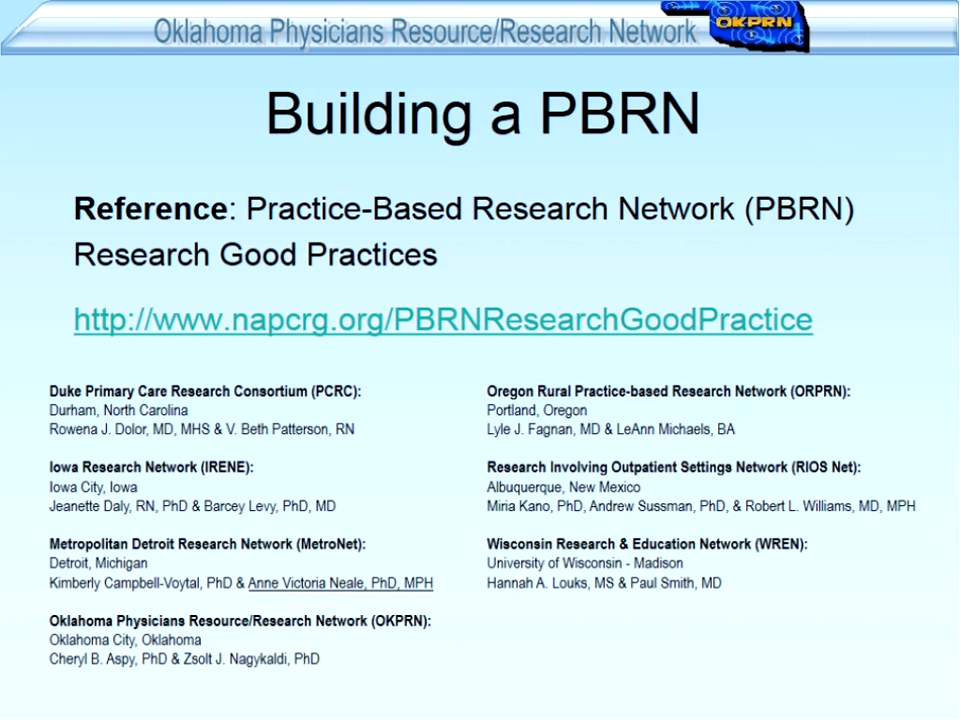 Oklahoma Physicians Resource/Research Network
OKPRN
Building a PBRN
Reference: Practice-Based Research Network (PBRN)
Research Good Practices
http://www.napcrg.org/PBRNResearchGoodPractice
Duke Primary Care Research Consortium (PCRC):
Durham, North Carolina
Rowena J. Dolor, MD, MHS & V. Beth Patterson, RN
Iowa Research Network (IRENE):
Iowa City, Iowa
Jeanette Daly, RN, PhD & Barcey Levy, PhD, MD
Metropolitan Detroit Research Network (MetroNet):
Detroit, Michigan
Kimberly Campbell-Voytal, PhD & Anne Victoria Neale, PhD, MPH
Oklahoma Physicians Resource/Research Network (OKPRN):
Oklahoma City, Oklahoma
Cheryl B. Aspy, PhD & Zsolt J. Nagykaldi, PhD
Oregon Rural Practice-based Research Network (ORPRN):
Portland, Oregon
Lyle J. Fagnan, MD & LeAnn Michaels, BA
Research Involving Outpatient Settings Network (RIOS Net):
Albuquerque, New Mexico
Miria Kano, PhD, Andrew Sussman, PhD, & Robert L. Williams, MD, MPH
Wisconsin Research & Education Network (WREN):
University of Wisconsin - Madison
Hannah A. Louks, MS & Paul Smith, MD